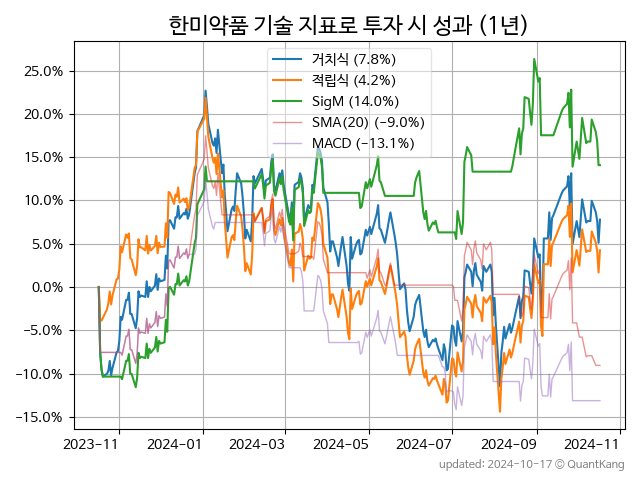 한미약품 기술 지표로 투자 시 성과 (1년)
거치식 (7.8%)
적립식 (4.2%)
SigM (14.0%)
SMA(20) (−9.0%)
MACD (−13.1%)
25.0%
20.0%
15.0%
10.0%
5.0%
0.0%
−5.0%
−10.0%
−15.0%
2023-11 2024-01 2024-03 2024-05 2024-07 2024-09 2024-11
updated: 2024-10-17 ⓒ QuantKang